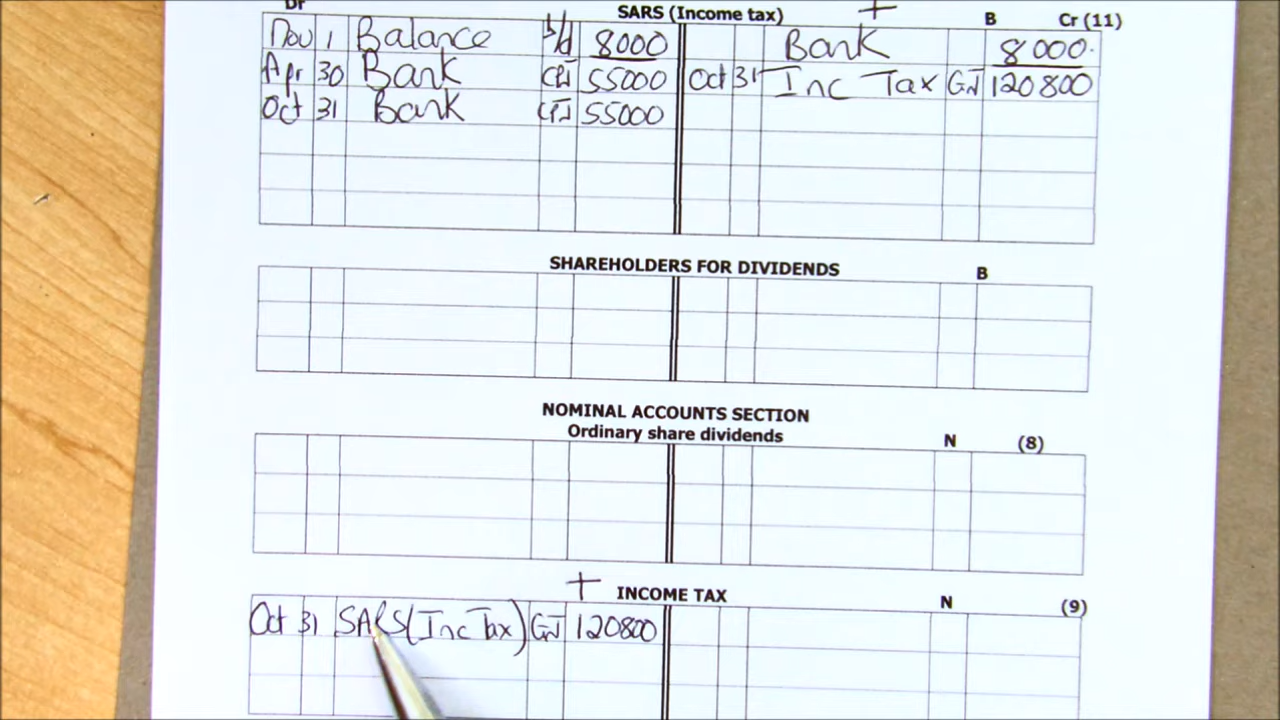 Dr SARS (Income tax) + B Cr (11)
Nov 1 Balance b/d 8000 Bank 8000
Apr 30 Bank CPJ 55000 Oct 31 Inc Tax GJ 120800
Oct 31 Bank CPJ 55000
SHAREHOLDERS FOR DIVIDENDS B
NOMINAL ACCOUNTS SECTION
Ordinary share dividends N (8)
+ INCOME TAX N (9)
Oct 31 SARS (Inc Tax) GJ 120800